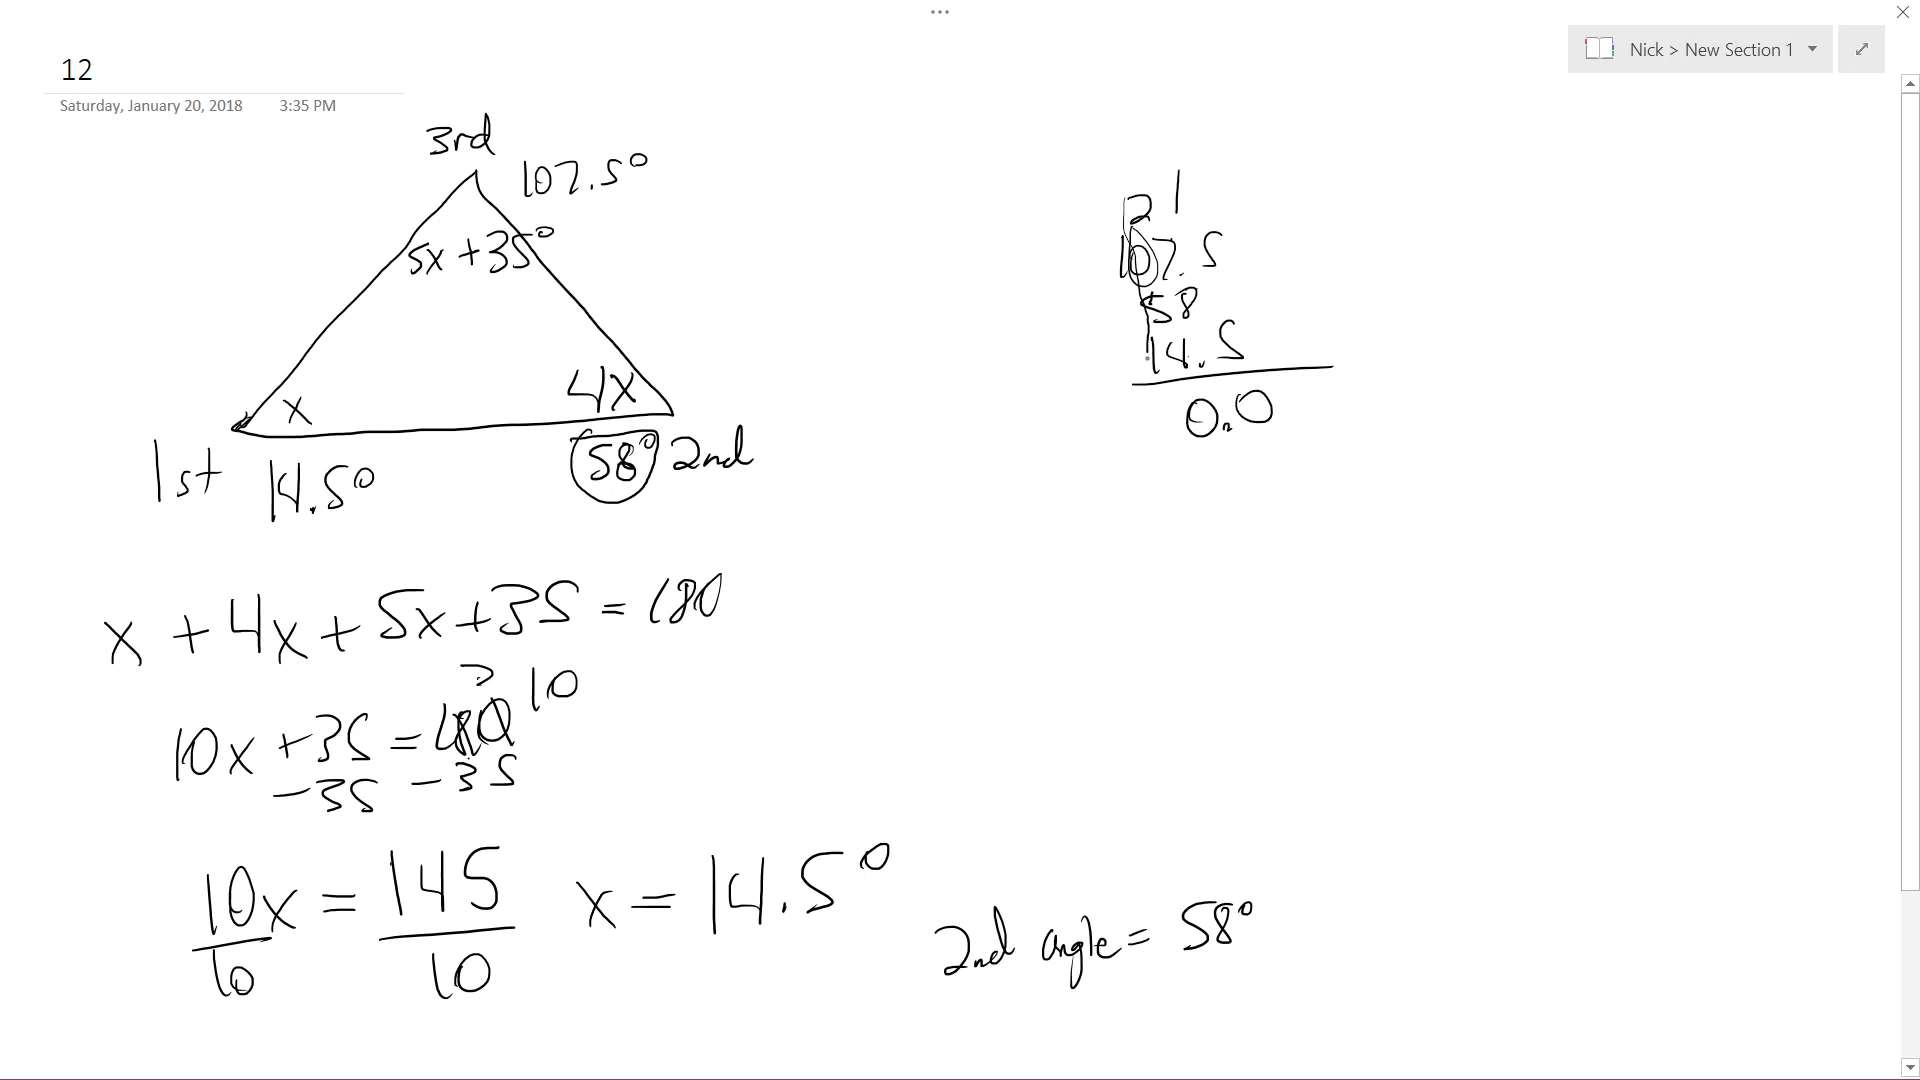 Nick > New Section 1
12
Saturday, January 20, 2018 3:35 PM
3rd
107.5°
5x + 35°
x
4x
1st
14.5°
58°
2nd
2 1
107.5
58
14.5
0.0
x + 4x + 5x + 35 = 180
7 10
10x + 35 = 180
- 35 - 35
10x = 145
10 10
x = 14.5°
2nd angle = 58°